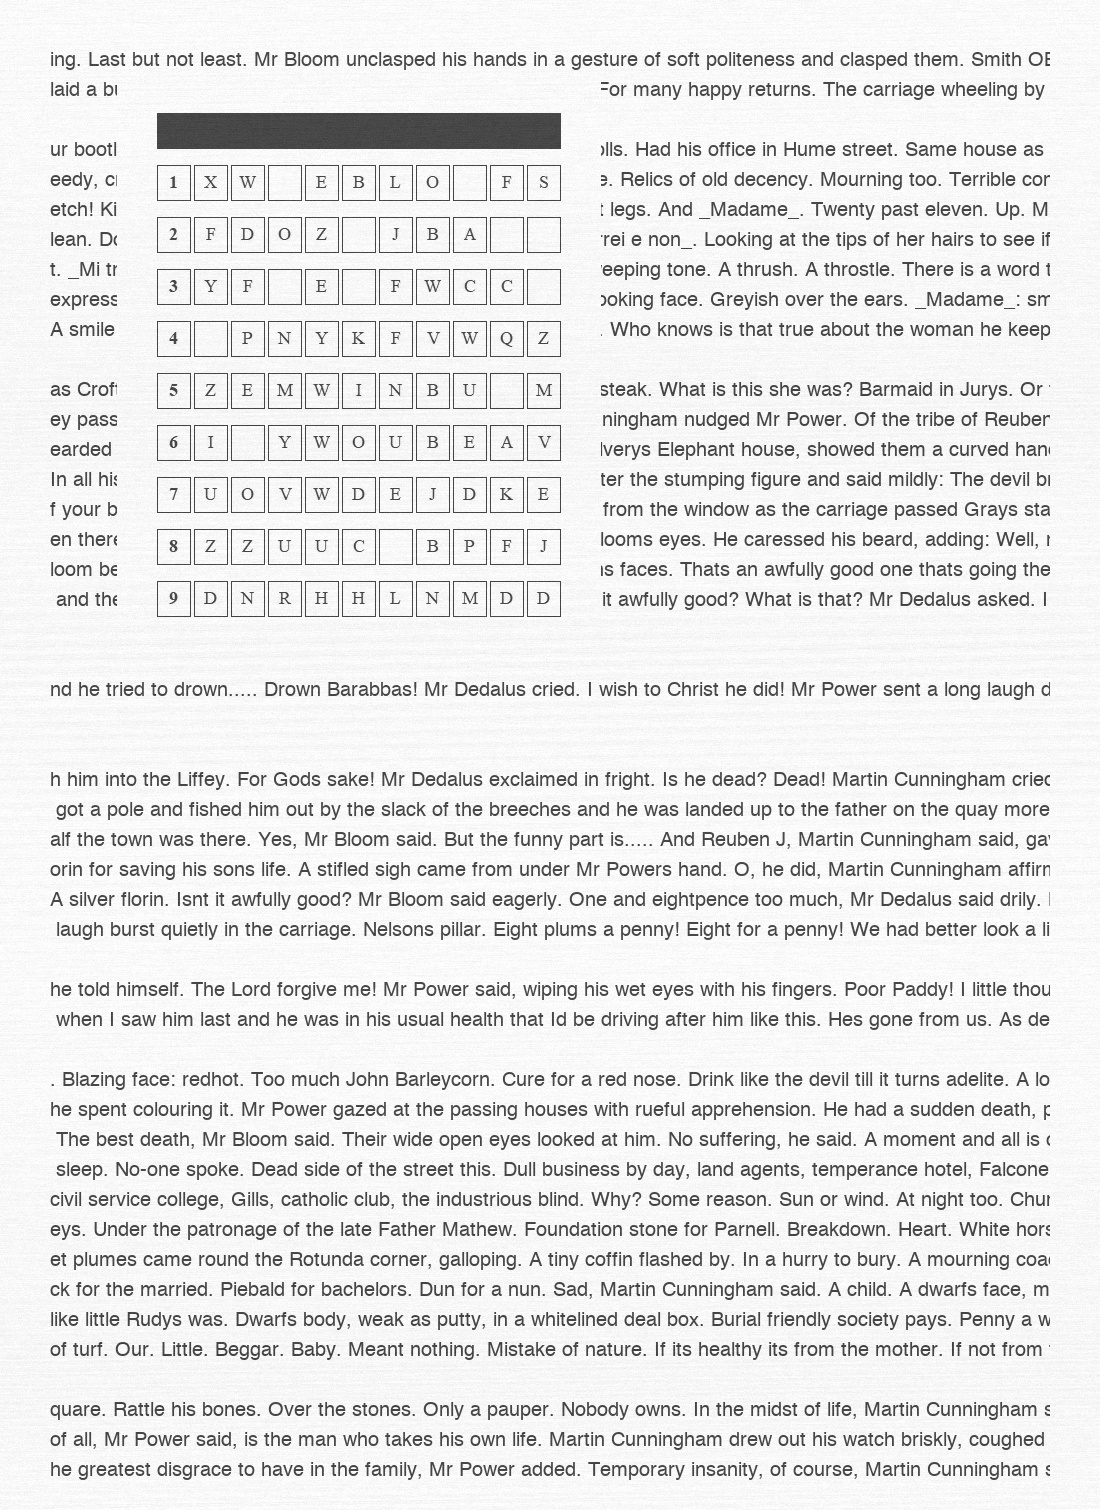 ing. Last but not least. Mr Bloom unclasped his hands in a gesture of soft politeness and clasped them. Smith
laid a For many happy returns. The carriage wheeling by
1 X W E B L O F S
2 F D O Z J B A
3 Y F E F W C C
4 P N Y K F V W Q Z
5 Z E M W I N B U M
6 I Y W O U B E A V
7 U O V W D E J D K E
8 Z Z U U C B P F J
9 D N R H H L N M D D
ur
eedy,
etch!
lean.
t. _Mi
express
A smile
as
ey
earded
In all
f your
en
loom
and
lls. Had his office in Hume street. Same house as
e. Relics of old decency. Mourning too. Terrible
t legs. And _Madame_. Twenty past eleven. Up.
rrei e non_. Looking at the tips of her hairs to see if
eeping tone. A thrush. A throstle. There is a word
ooking face. Greyish over the ears. _Madame_:
. Who knows is that true about the woman he keep
steak. What is this she was? Barmaid in Jurys. Or
ningham nudged Mr Power. Of the tribe of Reuben
lverys Elephant house, showed them a curved
ter the stumping figure and said mildly: The devil
from the window as the carriage passed Grays
looms eyes. He caressed his beard, adding: Well,
s faces. Thats an awfully good one thats going the
it awfully good? What is that? Mr Dedalus asked. I
nd he tried to drown..... Drown Barabbas! Mr Dedalus cried. I wish to Christ he did! Mr Power sent a long laugh
h him into the Liffey. For Gods sake! Mr Dedalus exclaimed in fright. Is he dead? Dead! Martin Cunningham cried
got a pole and fished him out by the slack of the breeches and he was landed up to the father on the quay more
alf the town was there. Yes, Mr Bloom said. But the funny part is..... And Reuben J, Martin Cunningham said,
orin for saving his sons life. A stifled sigh came from under Mr Powers hand. O, he did, Martin Cunningham affirm
A silver florin. Isnt it awfully good? Mr Bloom said eagerly. One and eightpence too much, Mr Dedalus said drily.
laugh burst quietly in the carriage. Nelsons pillar. Eight plums a penny! Eight for a penny! We had better look a li
he told himself. The Lord forgive me! Mr Power said, wiping his wet eyes with his fingers. Poor Paddy! I little thou
when I saw him last and he was in his usual health that Id be driving after him like this. Hes gone from us. As de
. Blazing face: redhot. Too much John Barleycorn. Cure for a red nose. Drink like the devil till it turns adelite. A lo
he spent colouring it. Mr Power gazed at the passing houses with rueful apprehension. He had a sudden death,
The best death, Mr Bloom said. Their wide open eyes looked at him. No suffering, he said. A moment and all is
sleep. No-one spoke. Dead side of the street this. Dull business by day, land agents, temperance hotel, Falcone
civil service college, Gills, catholic club, the industrious blind. Why? Some reason. Sun or wind. At night too. Chur
eys. Under the patronage of the late Father Mathew. Foundation stone for Parnell. Breakdown. Heart. White hors
et plumes came round the Rotunda corner, galloping. A tiny coffin flashed by. In a hurry to bury. A mourning
ck for the married. Piebald for bachelors. Dun for a nun. Sad, Martin Cunningham said. A child. A dwarfs face, m
like little Rudys was. Dwarfs body, weak as putty, in a whitelined deal box. Burial friendly society pays. Penny a
of turf. Our. Little. Beggar. Baby. Meant nothing. Mistake of nature. If its healthy its from the mother. If not from
quare. Rattle his bones. Over the stones. Only a pauper. Nobody owns. In the midst of life, Martin Cunningham
of all, Mr Power said, is the man who takes his own life. Martin Cunningham drew out his watch briskly, coughed
he greatest disgrace to have in the family, Mr Power added. Temporary insanity, of course, Martin Cunningham